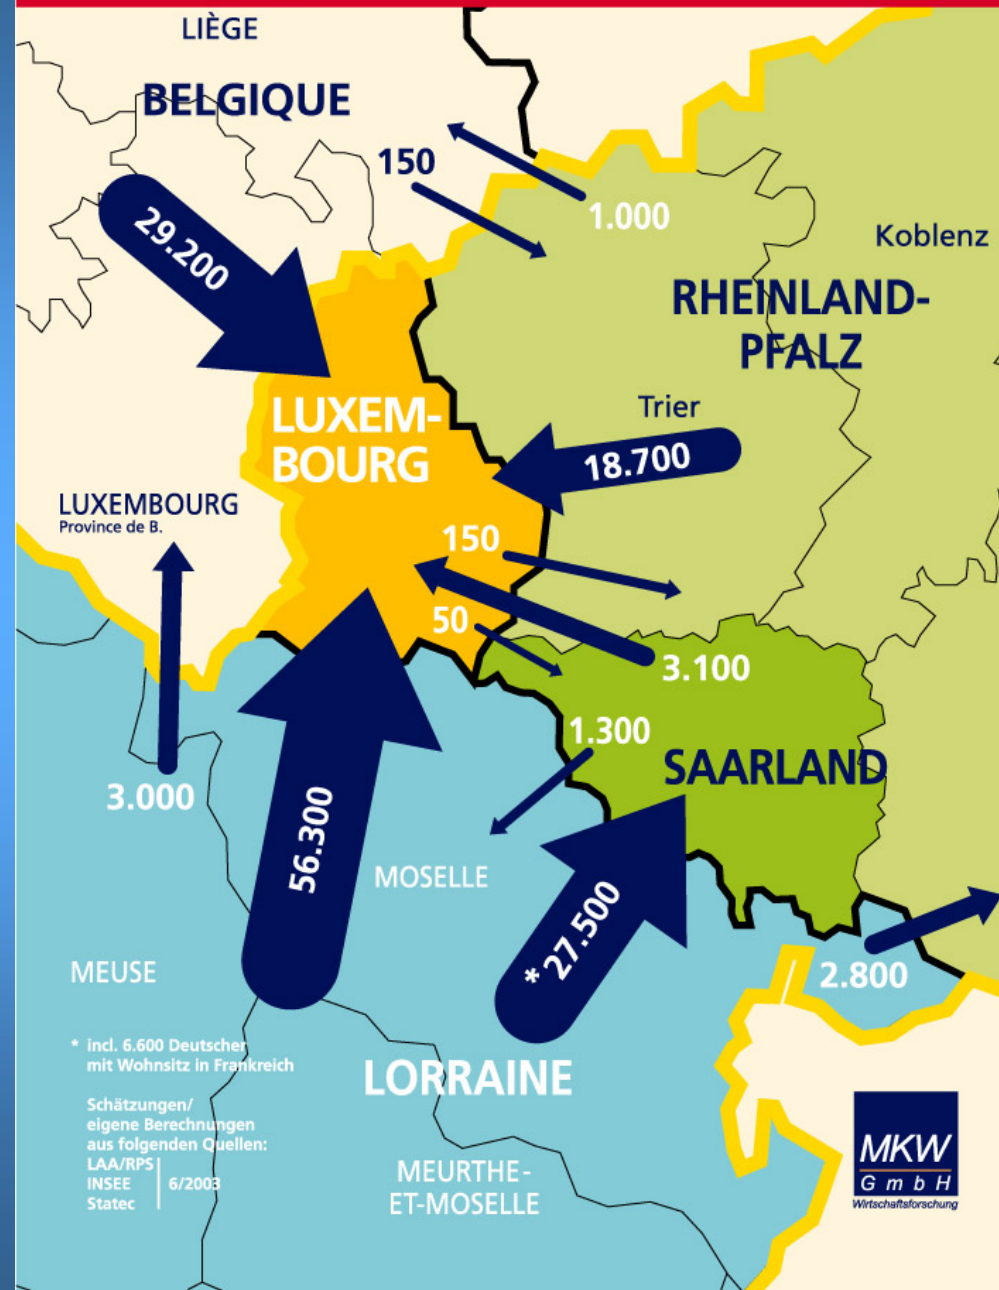 LIÈGE
BELGIQUE
150
1.000
29.200
Koblenz
RHEINLAND-
PFALZ
Trier
LUXEM-
BOURG
18.700
LUXEMBOURG
Province de B.
150
50
3.100
1.300
SAARLAND
3.000
56.300
MOSELLE
* 27.500
MEUSE
2.800
* incl. 6.600 Deutscher
mit Wohnsitz in Frankreich
LORRAINE
Schätzungen/
eigene Berechnungen
aus folgenden Quellen:
LAA/RPS
INSEE
6/2003
Statec
MEURTHE-
ET-MOSELLE
MKW
GmbH
Wirtschaftsforschung